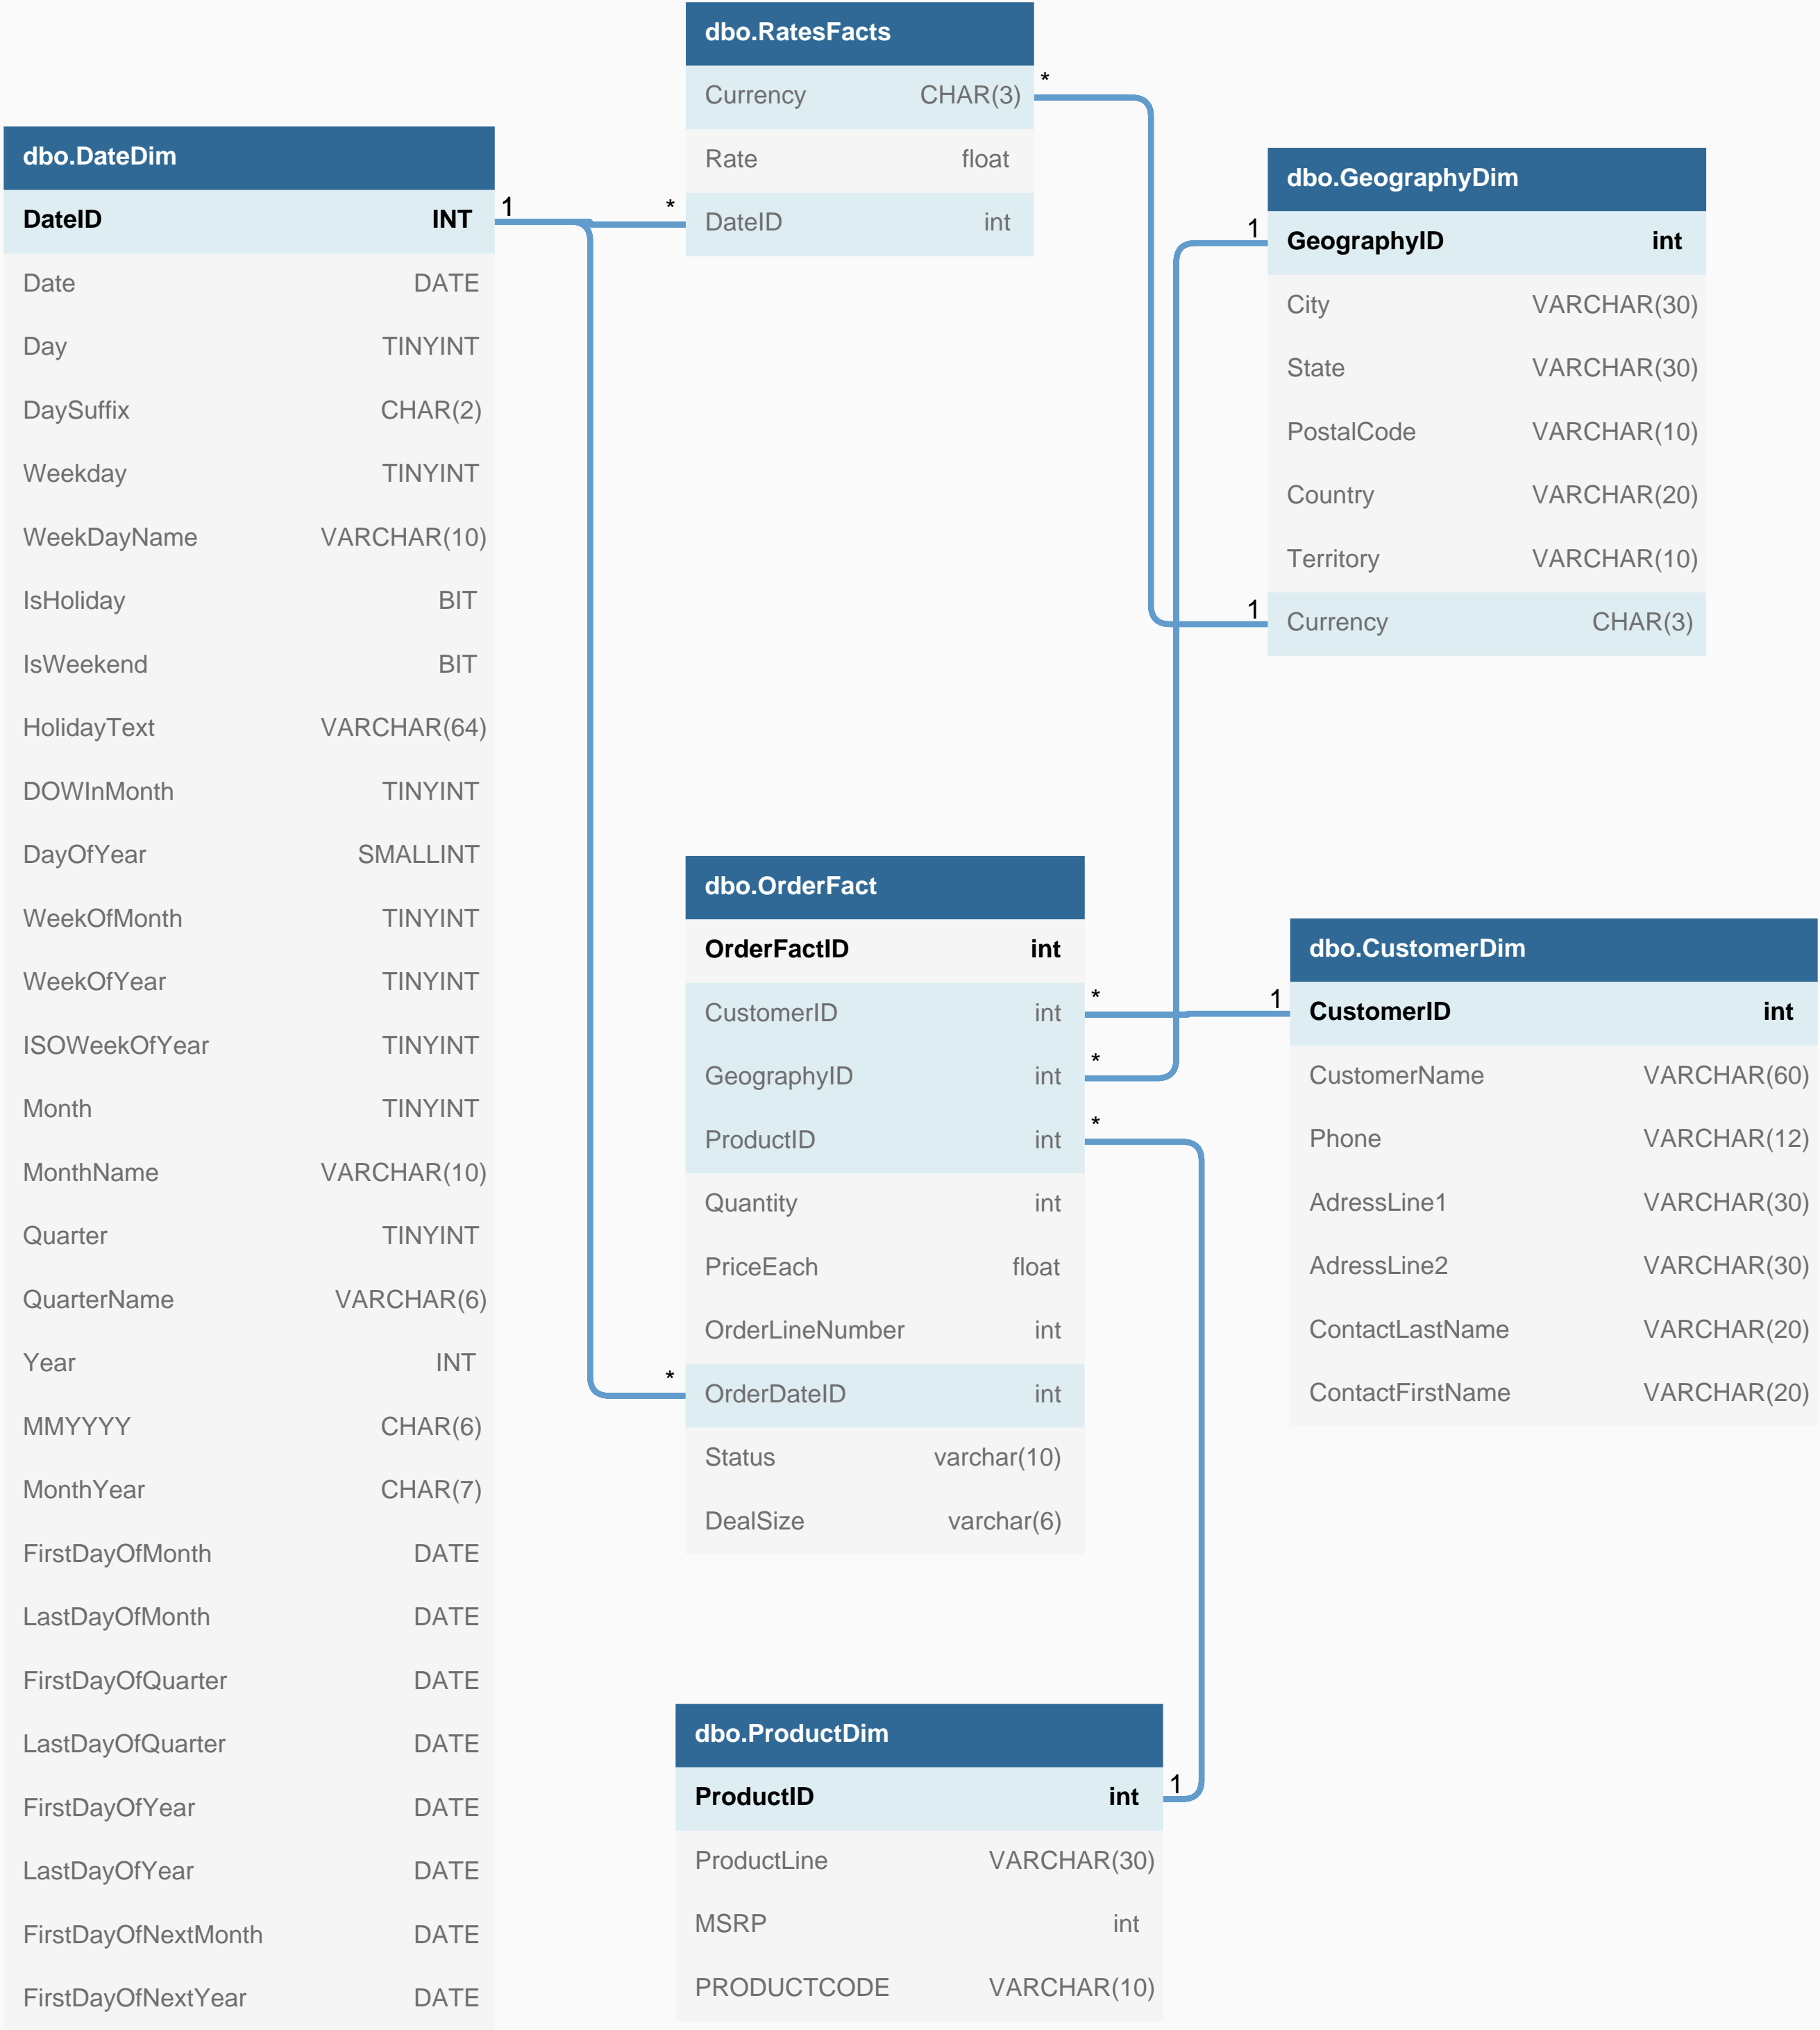 dbo.RatesFacts
Currency CHAR(3)
Rate float
DateID int
*
*
dbo.DateDim
DateID INT
1
Date DATE
Day TINYINT
DaySuffix CHAR(2)
Weekday TINYINT
WeekDayName VARCHAR(10)
IsHoliday BIT
IsWeekend BIT
HolidayText VARCHAR(64)
DOWInMonth TINYINT
DayOfYear SMALLINT
WeekOfMonth TINYINT
WeekOfYear TINYINT
ISOWeekOfYear TINYINT
Month TINYINT
MonthName VARCHAR(10)
Quarter TINYINT
QuarterName VARCHAR(6)
Year INT
MMYYYY CHAR(6)
MonthYear CHAR(7)
FirstDayOfMonth DATE
LastDayOfMonth DATE
FirstDayOfQuarter DATE
LastDayOfQuarter DATE
FirstDayOfYear DATE
LastDayOfYear DATE
FirstDayOfNextMonth DATE
FirstDayOfNextYear DATE
dbo.GeographyDim
1
GeographyID int
City VARCHAR(30)
State VARCHAR(30)
PostalCode VARCHAR(10)
Country VARCHAR(20)
Territory VARCHAR(10)
1
Currency CHAR(3)
dbo.OrderFact
OrderFactID int
CustomerID int
*
GeographyID int
*
ProductID int
*
Quantity int
PriceEach float
OrderLineNumber int
*
OrderDateID int
Status varchar(10)
DealSize varchar(6)
dbo.CustomerDim
1
CustomerID int
CustomerName VARCHAR(60)
Phone VARCHAR(12)
AdressLine1 VARCHAR(30)
AdressLine2 VARCHAR(30)
ContactLastName VARCHAR(20)
ContactFirstName VARCHAR(20)
dbo.ProductDim
ProductID int
1
ProductLine VARCHAR(30)
MSRP int
PRODUCTCODE VARCHAR(10)